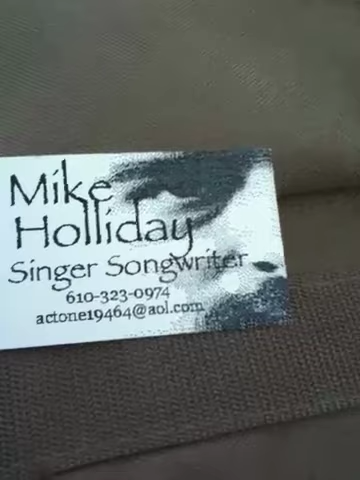 Mike
Holliday
Singer Songwriter
610-323-0974
actone19464@aol.com